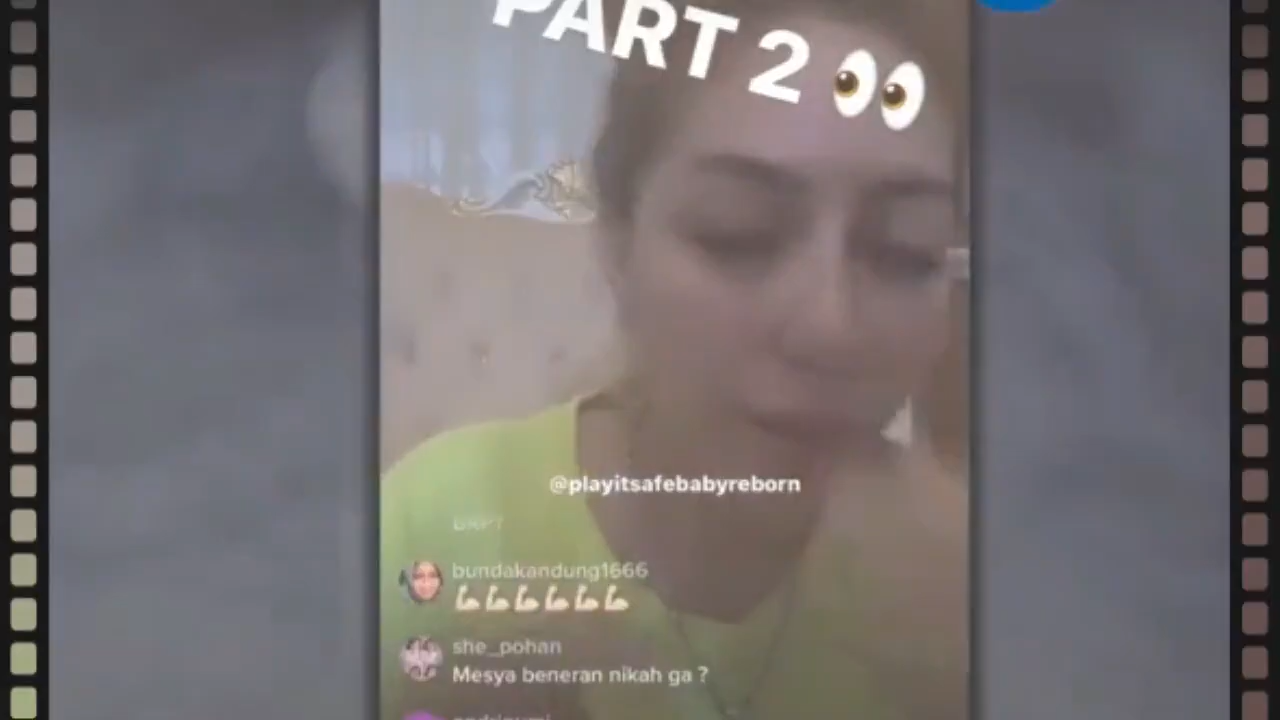 PART 2 👀
@playitsafebabyreborn
bundakandung1666
💪🏻💪🏻💪🏻💪🏻💪🏻💪🏻
she_pohan
Mesya beneran nikah ga ?